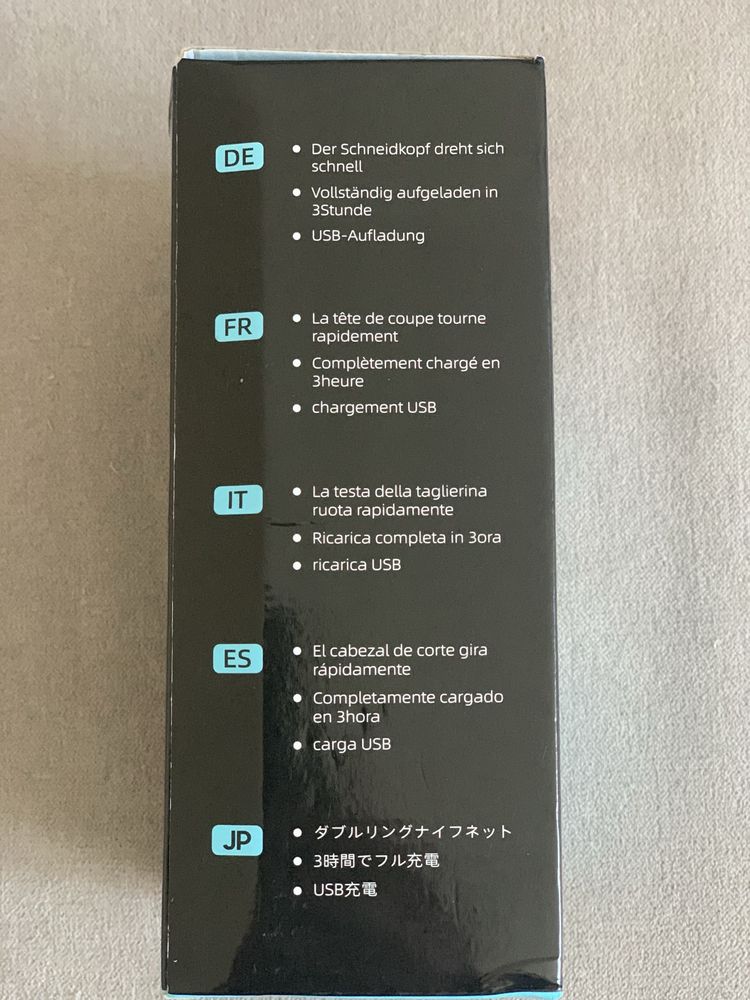 DE
• Der Schneidkopf dreht sich
schnell
• Vollständig aufgeladen in
3Stunde
• USB-Aufladung
FR
• La tête de coupe tourne
rapidement
• Complètement chargé en
3heure
• chargement USB
IT
• La testa della taglierina
ruota rapidamente
• Ricarica completa in 3ora
• ricarica USB
ES
• El cabezal de corte gira
rápidamente
• Completamente cargado
en 3hora
• carga USB
JP
• ダブルリングナイフネット
• 3時間でフル充電
• USB充電